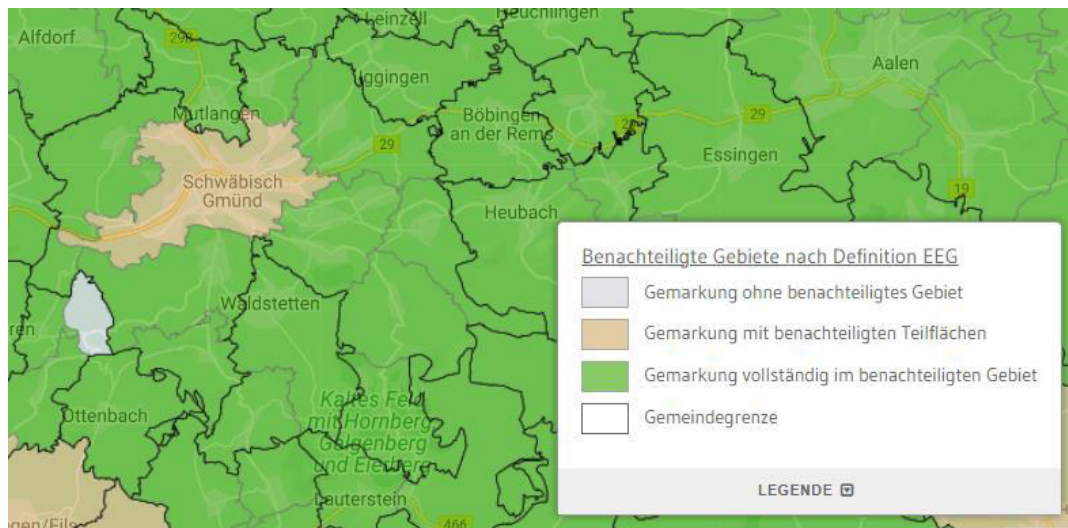 Leinzell
Heuchlingen
Alfdorf
298
Iggingen
Aalen
Mutlangen
Böbingen
an der Rems
29
29
29
Essingen
Schwäbisch
Gmünd
19
Heubach
Waldstetten
Ottenbach
Kaltes Feld
mit Hornberg
Galgenberg
und Eierberg
Lauterstein
466
Benachteiligte Gebiete nach Definition EEG
Gemarkung ohne benachteiligtes Gebiet
Gemarkung mit benachteiligten Teilflächen
Gemarkung vollständig im benachteiligten Gebiet
Gemeindegrenze
LEGENDE